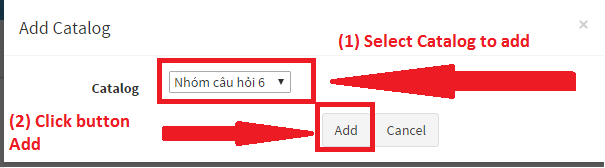 Add Catalog ×
(1) Select Catalog to add
Catalog Nhóm câu hỏi 6
(2) Click button
Add
Add Cancel